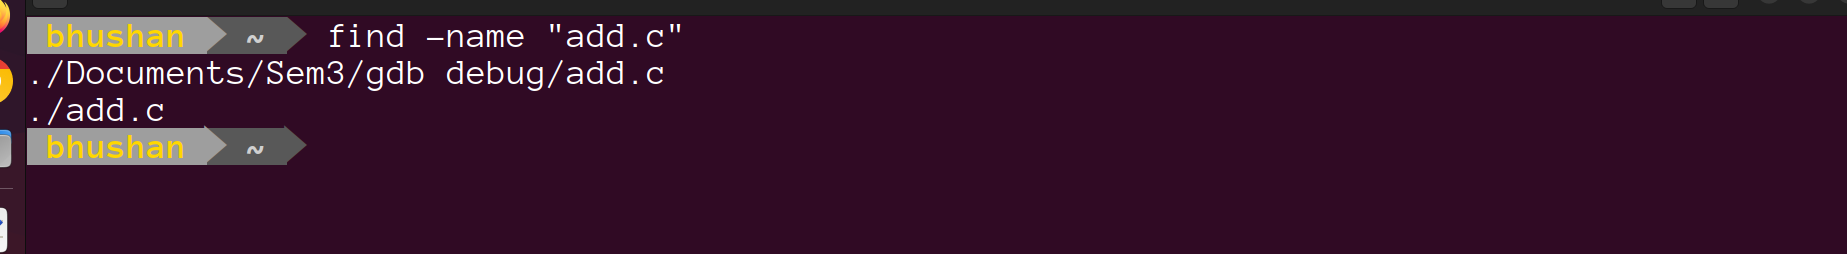 bhushan ~ find -name "add.c"
./Documents/Sem3/gdb debug/add.c
./add.c
bhushan ~